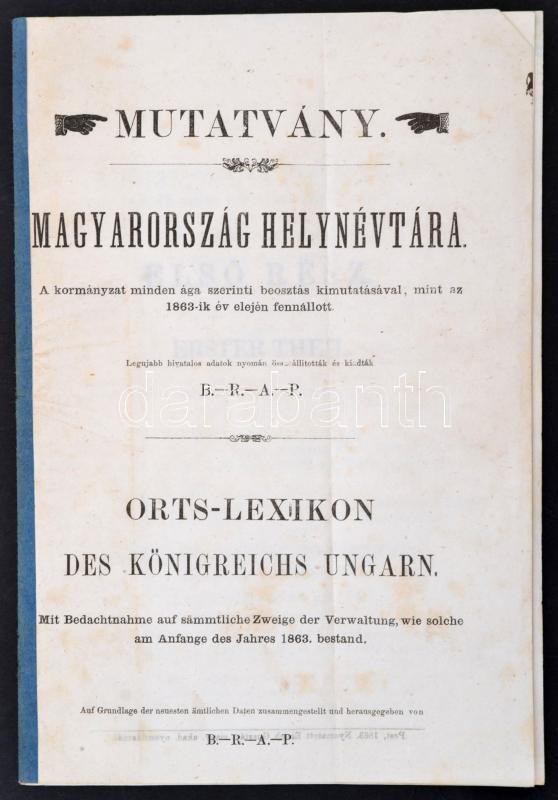 MUTATVÁNY.
MAGYARORSZÁG HELYNÉVTÁRA.
A kormányzat minden ága szerinti beosztás kimutatásával, mint az
1863-ik év elején fennállott.
Legujabb hivatalos adatok nyomán összeállitották és kiadták
B.—R.—A.—P.
darabanth
ORTS-LEXIKON
DES KÖNIGREICHS UNGARN.
Mit Bedachtnahme auf sämmtliche Zweige der Verwaltung, wie solche
am Anfange des Jahres 1863. bestand.
Auf Grundlage der neuesten ämtlichen Daten zusammengestellt und herausgegeben von
B.—R.—A.—P.